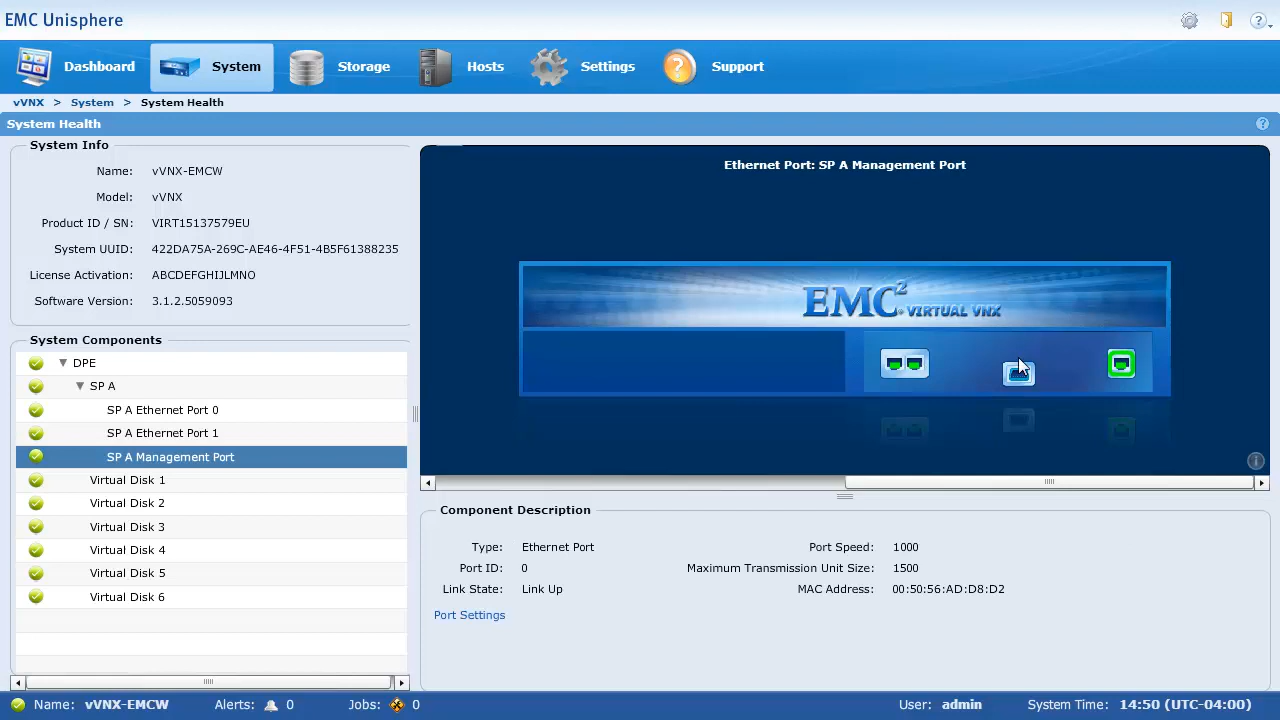 EMC Unisphere
Dashboard
System
Storage
Hosts
Settings
Support
vVNX > System > System Health
System Health
System Info
Name: vVNX-EMCW
Model: vVNX
Product ID / SN: VIRT15137579EU
System UUID: 422DA75A-269C-AE46-4F51-4B5F61388235
License Activation: ABCDEFGHIJLMNO
Software Version: 3.1.2.5059093
System Components
DPE
SP A
SP A Ethernet Port 0
SP A Ethernet Port 1
SP A Management Port
Virtual Disk 1
Virtual Disk 2
Virtual Disk 3
Virtual Disk 4
Virtual Disk 5
Virtual Disk 6
Ethernet Port: SP A Management Port
EMC² VIRTUAL VNX
Component Description
Type: Ethernet Port
Port Speed: 1000
Port ID: 0
Maximum Transmission Unit Size: 1500
Link State: Link Up
MAC Address: 00:50:56:AD:D8:D2
Port Settings
Name: vVNX-EMCW
Alerts: 0
Jobs: 0
User: admin
System Time: 14:50 (UTC-04:00)